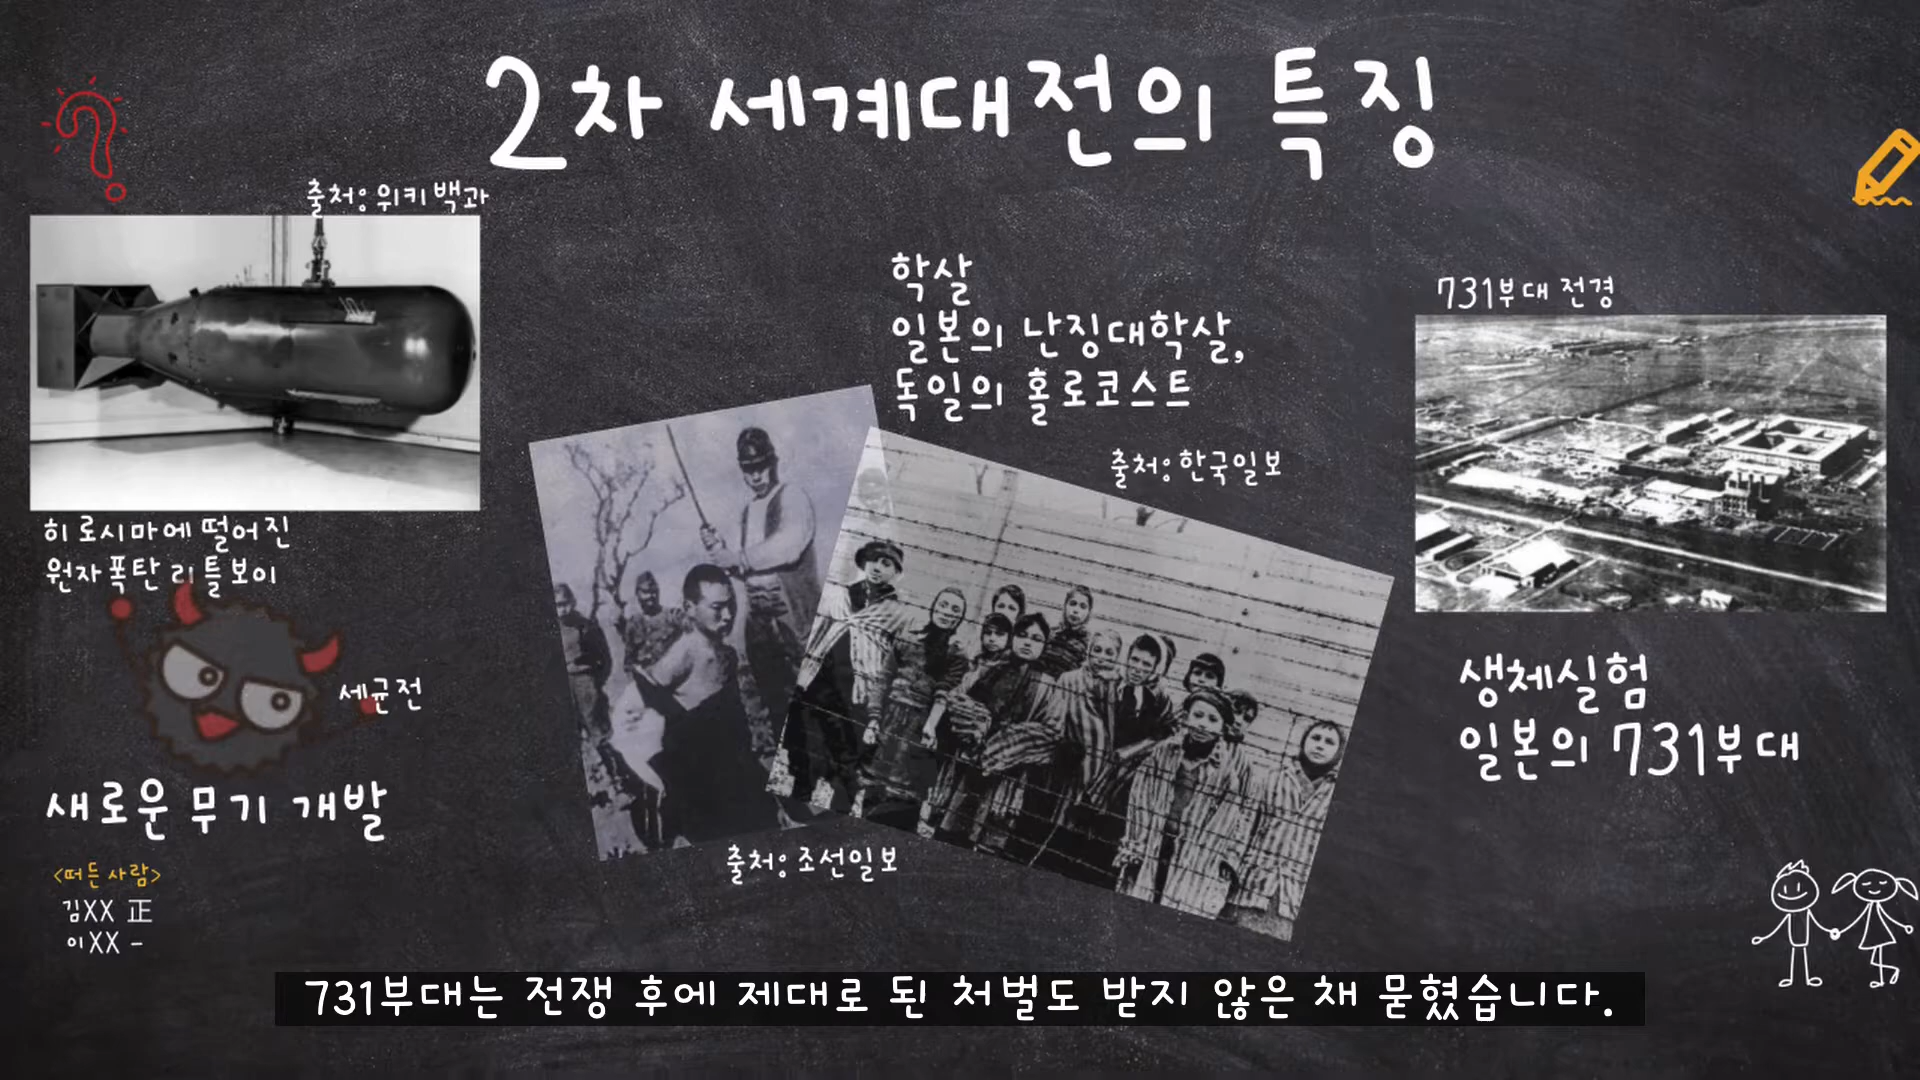 2차 세계대전의 특징
출처: 위키백과
히로시마에 떨어진
원자폭탄 리틀보이
세균전
새로운 무기 개발
<떠든 사람>
김XX 正
이XX -
학살
일본의 난징대학살,
독일의 홀로코스트
출처: 한국일보
출처: 조선일보
731부대 전경
생체실험
일본의 731부대
731부대는 전쟁 후에 제대로 된 처벌도 받지 않은 채 묻혔습니다.